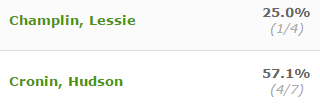 Champlin, Lessie
25.0%
(1/4)
Cronin, Hudson
57.1%
(4/7)